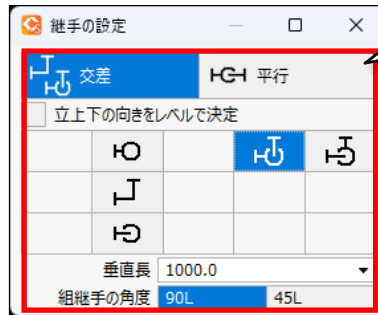 継手の設定
交差 平行
立上下の向きをレベルで決定
垂直長 1000.0
組継手の角度 90L 45L